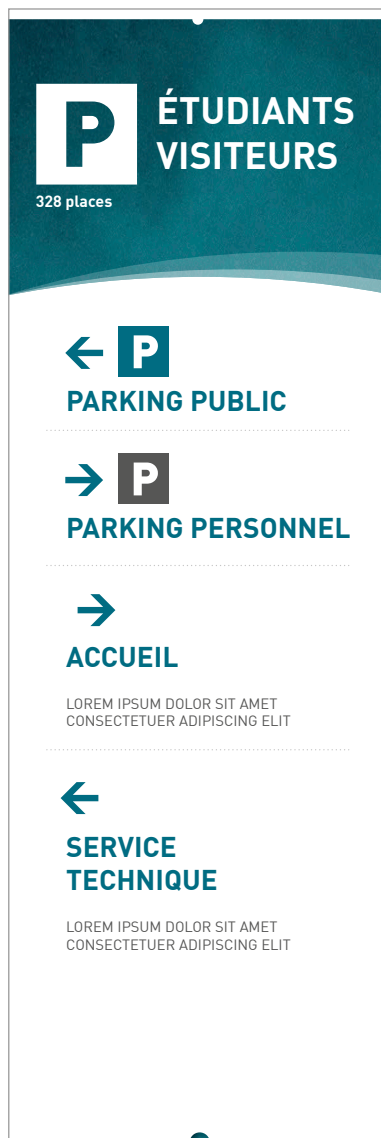 P
ÉTUDIANTS
VISITEURS
328 places
P
PARKING PUBLIC
P
PARKING PERSONNEL
ACCUEIL
LOREM IPSUM DOLOR SIT AMET
CONSECTETUER ADIPISCING ELIT
SERVICE
TECHNIQUE
LOREM IPSUM DOLOR SIT AMET
CONSECTETUER ADIPISCING ELIT